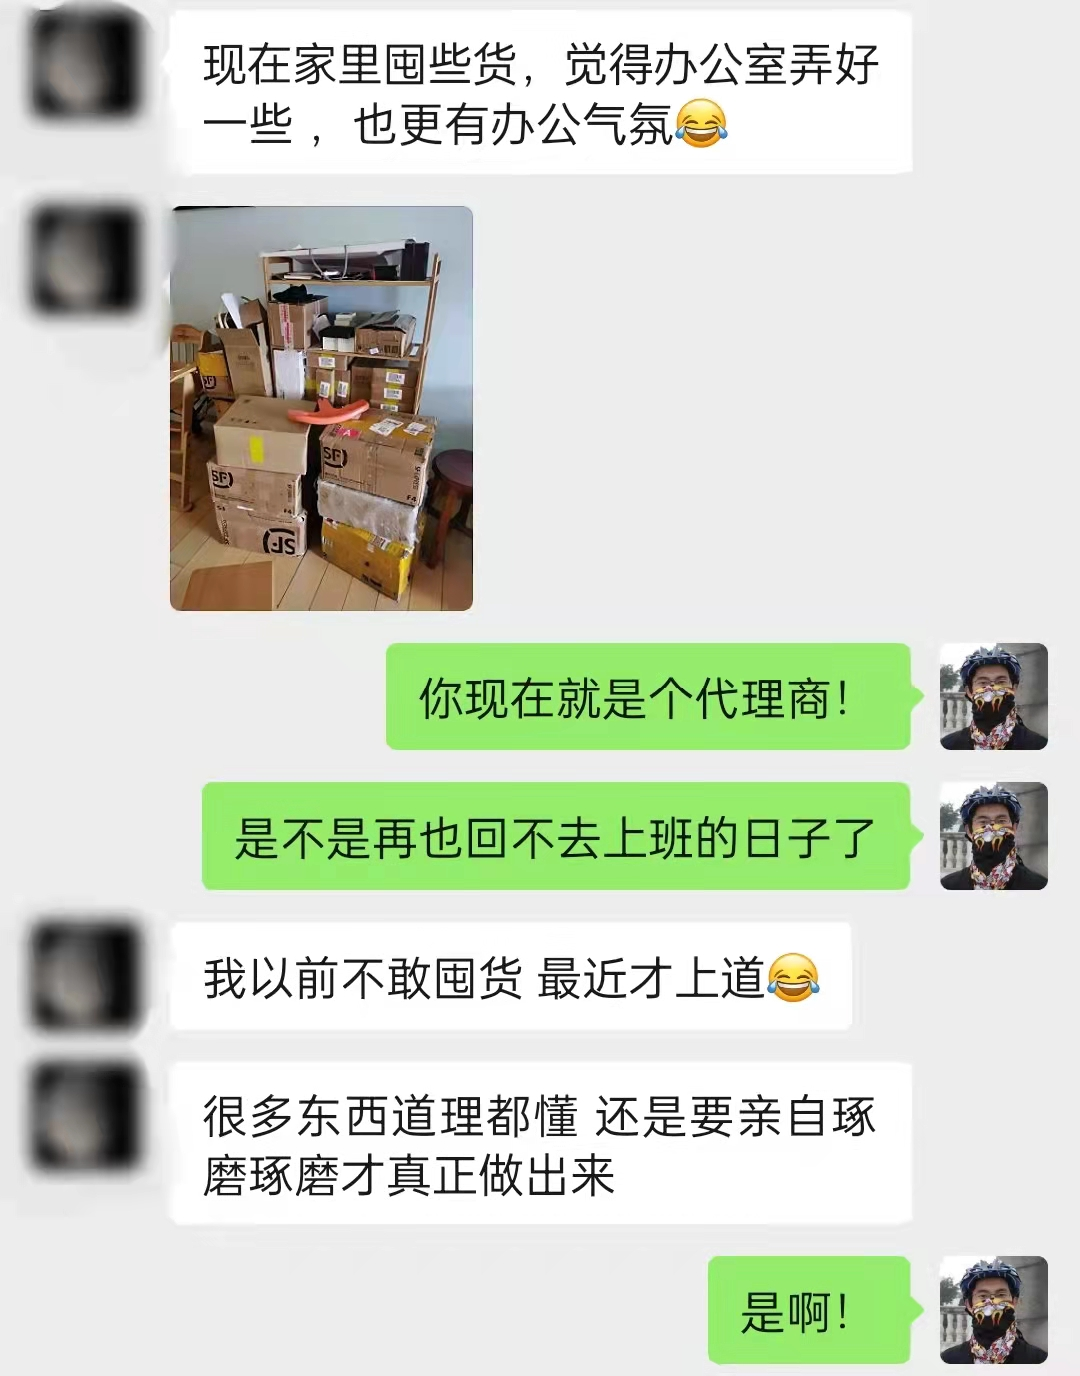 现在家里囤些货，觉得办公室弄好
一些，也更有办公气氛😂
SF
SF
SF
SF
你现在就是个代理商！
是不是再也回不去上班的日子了
我以前不敢囤货 最近才上道😂
很多东西道理都懂 还是要亲自琢
磨琢磨才真正做出来
是啊！